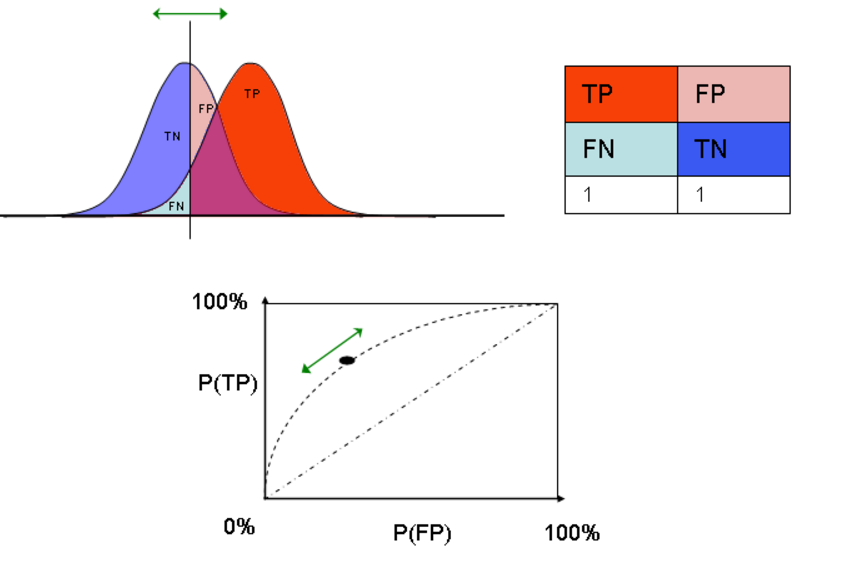 TP
FP
TN
FN
TP FP
FN TN
1 1
100%
P(TP)
0%
P(FP)
100%